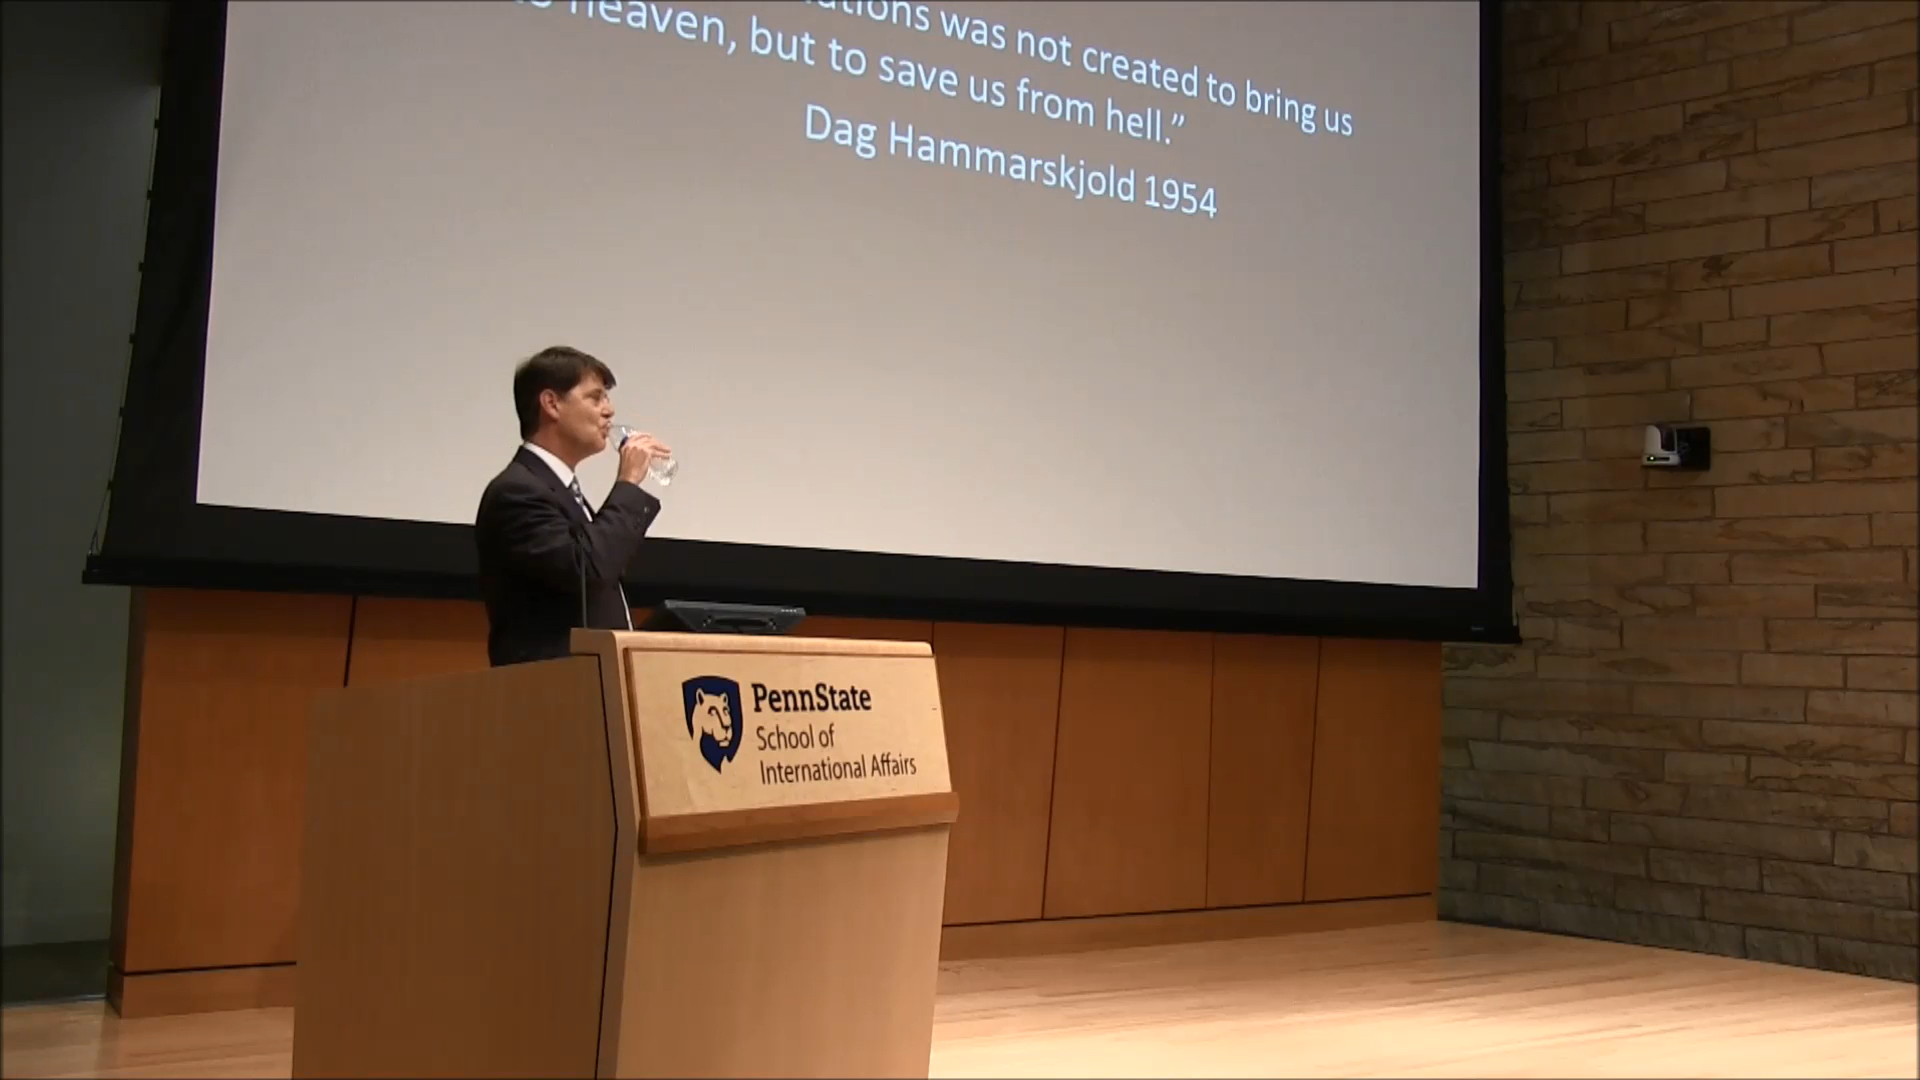 was not created to bring us
heaven, but to save us from hell.”
Dag Hammarskjold 1954
PennState
School of
International Affairs